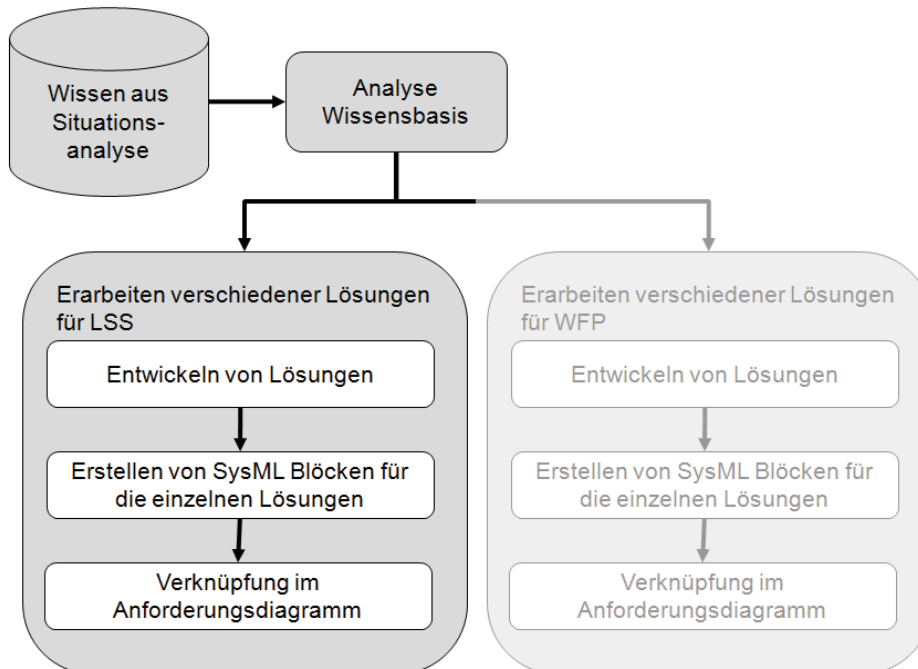 Wissen aus
Situations-
analyse
Analyse
Wissensbasis
Erarbeiten verschiedener Lösungen
für LSS
Entwickeln von Lösungen
Erstellen von SysML Blöcken für
die einzelnen Lösungen
Verknüpfung im
Anforderungsdiagramm
Erarbeiten verschiedener Lösungen
für WFP
Entwickeln von Lösungen
Erstellen von SysML Blöcken für
die einzelnen Lösungen
Verknüpfung im
Anforderungsdiagramm